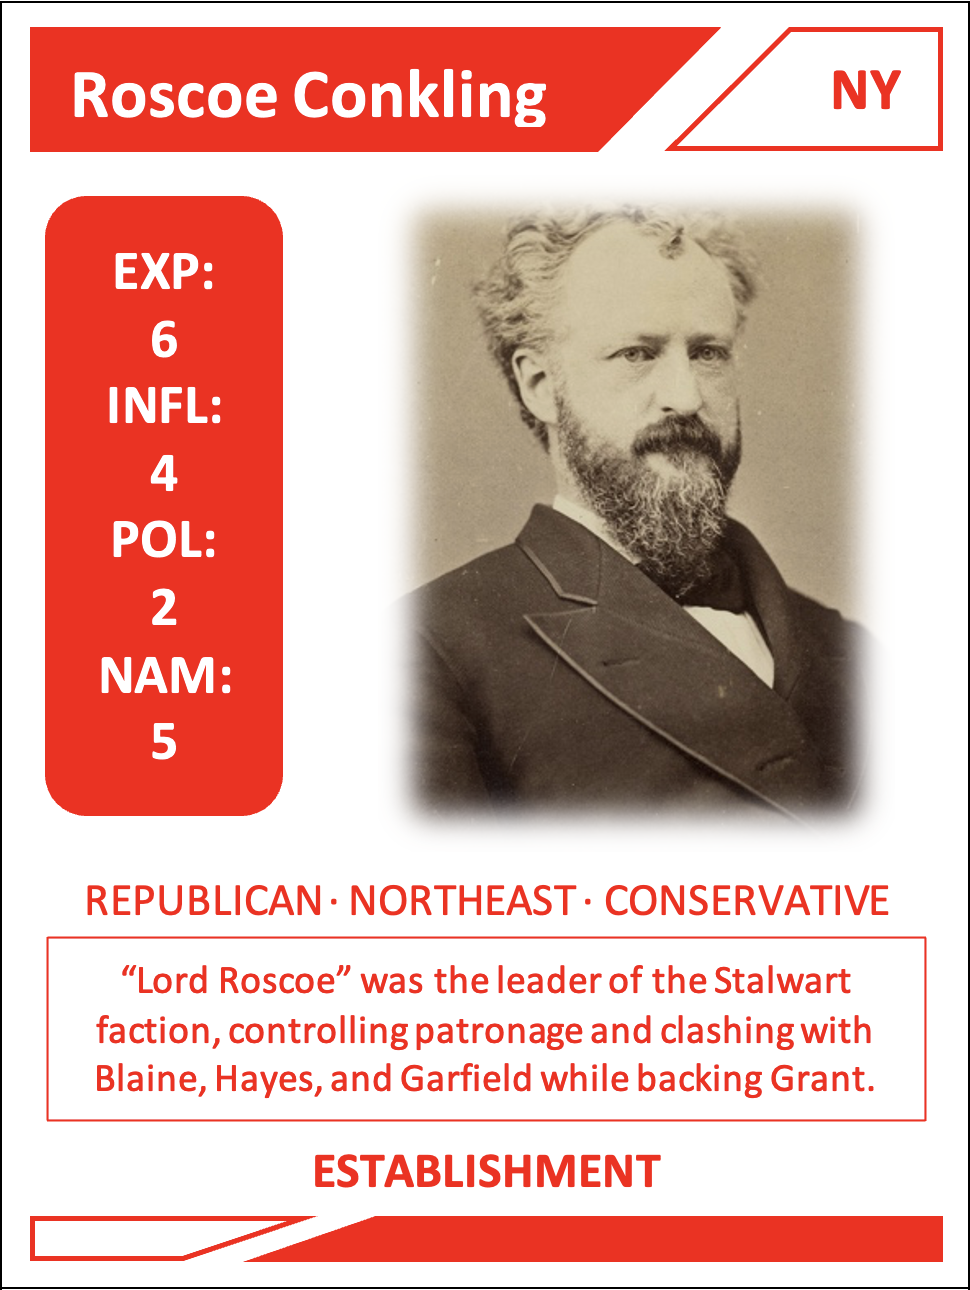 Roscoe Conkling
NY
EXP:
6
INFL:
4
POL:
2
NAM:
5
REPUBLICAN · NORTHEAST · CONSERVATIVE
“Lord Roscoe” was the leader of the Stalwart
faction, controlling patronage and clashing with
Blaine, Hayes, and Garfield while backing Grant.
ESTABLISHMENT